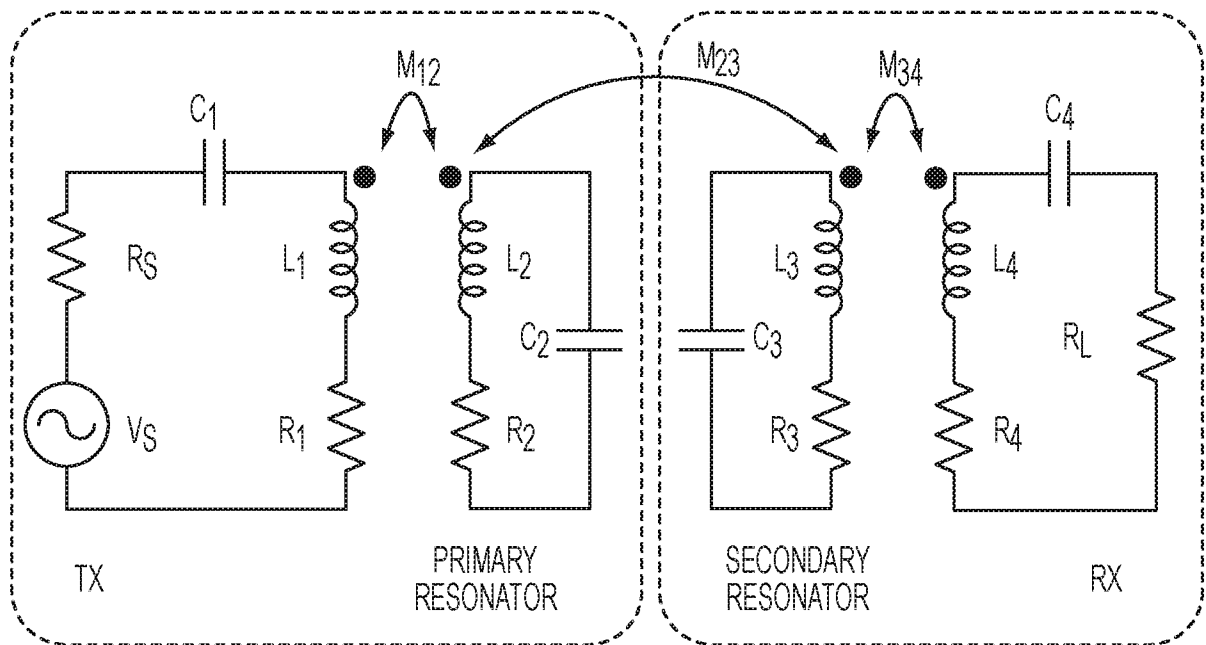 M12
M23
M34
C1
C4
RS
L1
L2
L3
L4
C2
C3
RL
VS
R1
R2
R3
R4
TX
PRIMARY
RESONATOR
SECONDARY
RESONATOR
RX